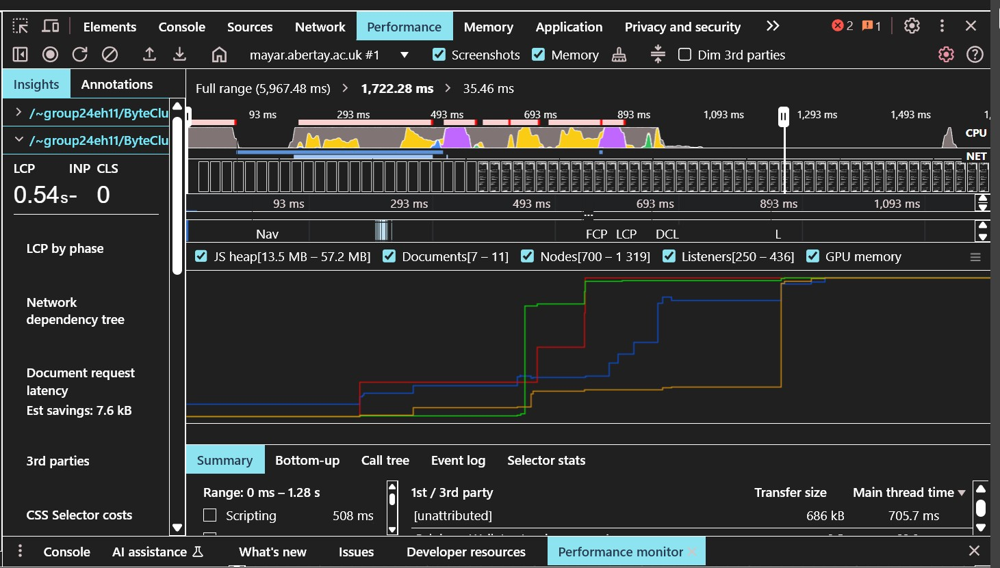 Elements Console Sources Network Performance Memory Application Privacy and security 2 1
mayar.abertay.ac.uk #1 Screenshots Memory Dim 3rd parties
Insights Annotations
Full range (5,967.48 ms) > 1,722.28 ms > 35.46 ms
/~group24eh11/ByteClu
93 ms 293 ms 493 ms 693 ms 893 ms 1,093 ms 1,293 ms 1,493 ms 1,
CPU
/~group24eh11/ByteClu
NET
LCP INP CLS
0.54s - 0
93 ms 293 ms 493 ms 693 ms 893 ms 1,093 ms
...
Nav FCP LCP DCL L
LCP by phase
JS heap[13.5 MB – 57.2 MB] Documents[7 – 11] Nodes[700 – 1 319] Listeners[250 – 436] GPU memory
Network
dependency tree
Document request
latency
Est savings: 7.6 kB
3rd parties
CSS Selector costs
Summary Bottom-up Call tree Event log Selector stats
Range: 0 ms – 1.28 s
Scripting 508 ms
1st / 3rd party Transfer size Main thread time
[unattributed] 686 kB 705.7 ms
Console AI assistance What's new Issues Developer resources Performance monitor